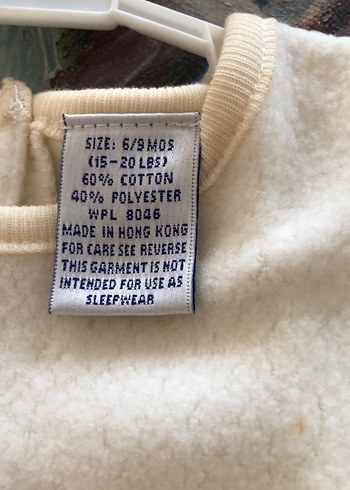 SIZE: 6/9 MOS
(15-20 LBS)
60% COTTON
40% POLYESTER
WPL 8046
MADE IN HONG KONG
FOR CARE SEE REVERSE
THIS GARMENT IS NOT
INTENDED FOR USE AS
SLEEPWEAR